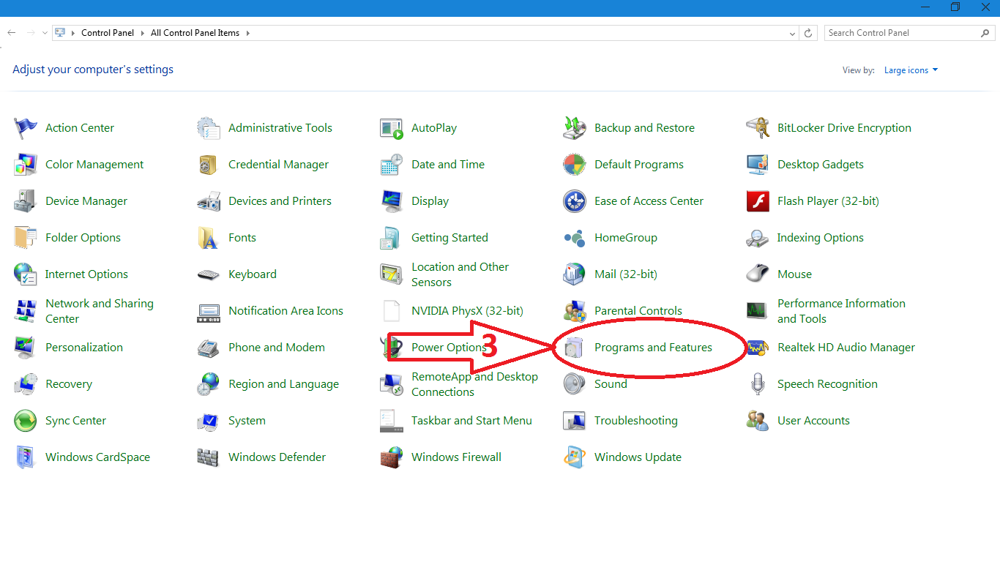 Control Panel All Control Panel Items
Search Control Panel
Adjust your computer's settings
View by: Large icons
Action Center
Administrative Tools
AutoPlay
Backup and Restore
BitLocker Drive Encryption
Color Management
Credential Manager
Date and Time
Default Programs
Desktop Gadgets
Device Manager
Devices and Printers
Display
Ease of Access Center
Flash Player (32-bit)
Folder Options
Fonts
Getting Started
HomeGroup
Indexing Options
Internet Options
Keyboard
Location and Other
Sensors
Mail (32-bit)
Mouse
Network and Sharing
Center
Notification Area Icons
NVIDIA PhysX (32-bit)
Parental Controls
Performance Information
and Tools
Personalization
Phone and Modem
Power Options
3
Programs and Features
Realtek HD Audio Manager
Recovery
Region and Language
RemoteApp and Desktop
Connections
Sound
Speech Recognition
Sync Center
System
Taskbar and Start Menu
Troubleshooting
User Accounts
Windows CardSpace
Windows Defender
Windows Firewall
Windows Update